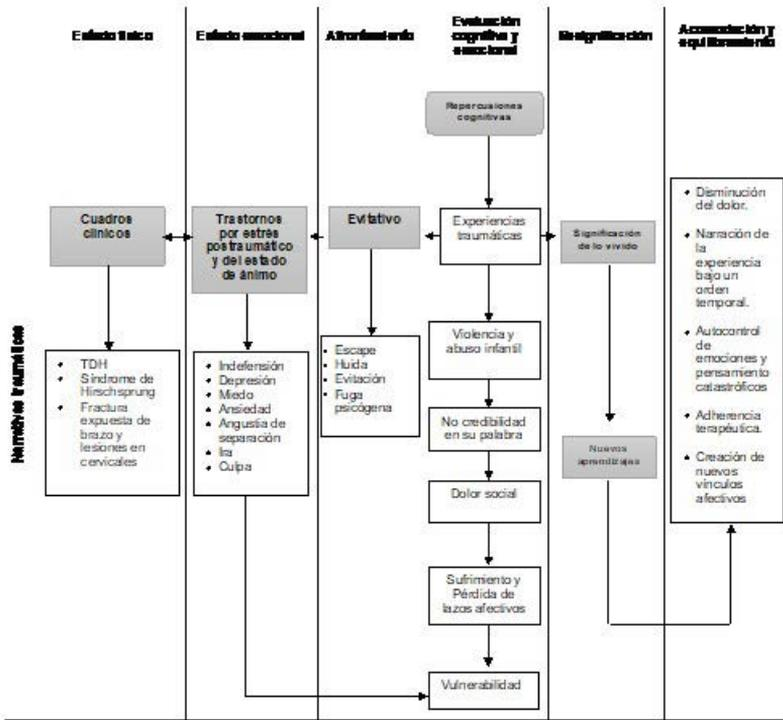 Estado físico
Estado emocional
Afrontamiento
Evaluación
cognitiva y
emocional
Resignificación
Acomodación y
equilibramiento
Narrativas traumáticas
Repercusiones
cognitivas
Cuadros
clínicos
Trastornos
por estrés
postraumático
y del estado
de ánimo
Evitativo
Experiencias
traumáticas
Significación
de lo vivido
• TDH
• Síndrome de
Hirschsprung
• Fractura
expuesta de
brazo y
lesiones en
cervicales
• Indefensión
• Depresión
• Miedo
• Ansiedad
• Angustia de
separación
• Ira
• Culpa
• Escape
• Huida
• Evitación
• Fuga
psicógena
Violencia y
abuso infantil
No credibilidad
en su palabra
Dolor social
Sufrimiento y
Pérdida de
lazos afectivos
Vulnerabilidad
Nuevos
aprendizajes
• Disminución
del dolor.
• Narración de
la
experiencia
bajo un
orden
temporal.
• Autocontrol
de
emociones y
pensamiento
catastróficos
• Adherencia
terapéutica.
• Creación de
nuevos
vínculos
afectivos